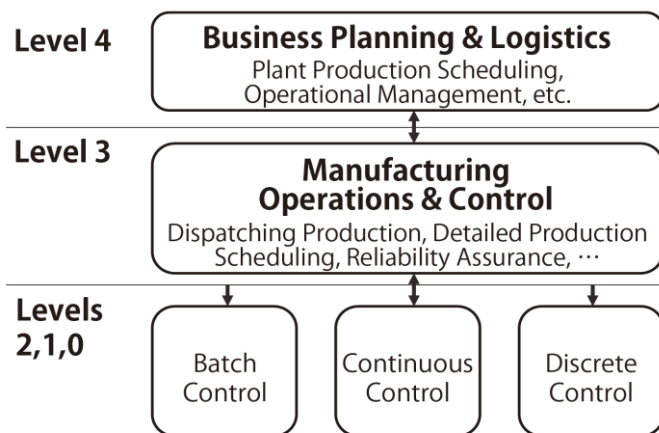 Level 4
Business Planning & Logistics
Plant Production Scheduling,
Operational Management, etc.
Level 3
Manufacturing
Operations & Control
Dispatching Production, Detailed Production
Scheduling, Reliability Assurance, ⋯
Levels
2,1,0
Batch
Control
Continuous
Control
Discrete
Control